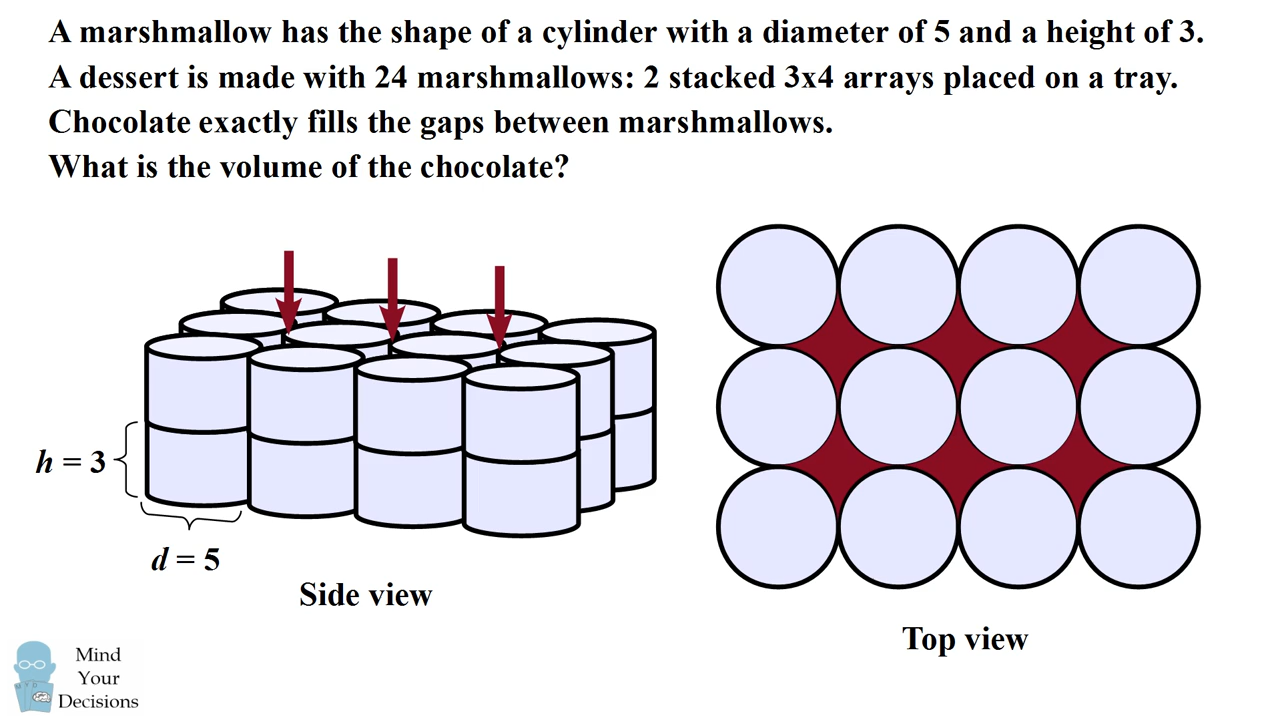 A marshmallow has the shape of a cylinder with a diameter of 5 and a height of 3.
A dessert is made with 24 marshmallows: 2 stacked 3x4 arrays placed on a tray.
Chocolate exactly fills the gaps between marshmallows.
What is the volume of the chocolate?
h = 3
d = 5
Side view
Top view
Mind
Your
Decisions